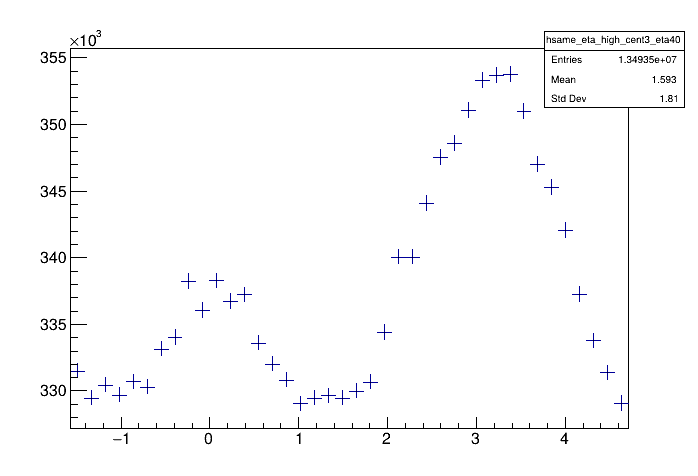 ×10³
hsame_eta_high_cent3_eta40
Entries 1.34935e+07
Mean 1.593
Std Dev 1.81
355
350
345
340
335
330
−1 0 1 2 3 4